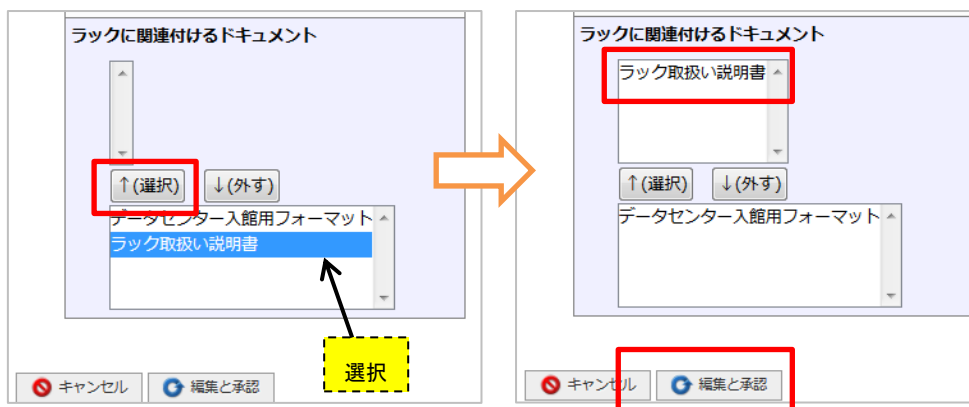 ラックに関連付けるドキュメント
↑(選択) ↓(外す)
データセンター入館用フォーマット
ラック取扱い説明書
選択
キャンセル 編集と承認
ラックに関連付けるドキュメント
ラック取扱い説明書
↑(選択) ↓(外す)
データセンター入館用フォーマット
キャンセル 編集と承認